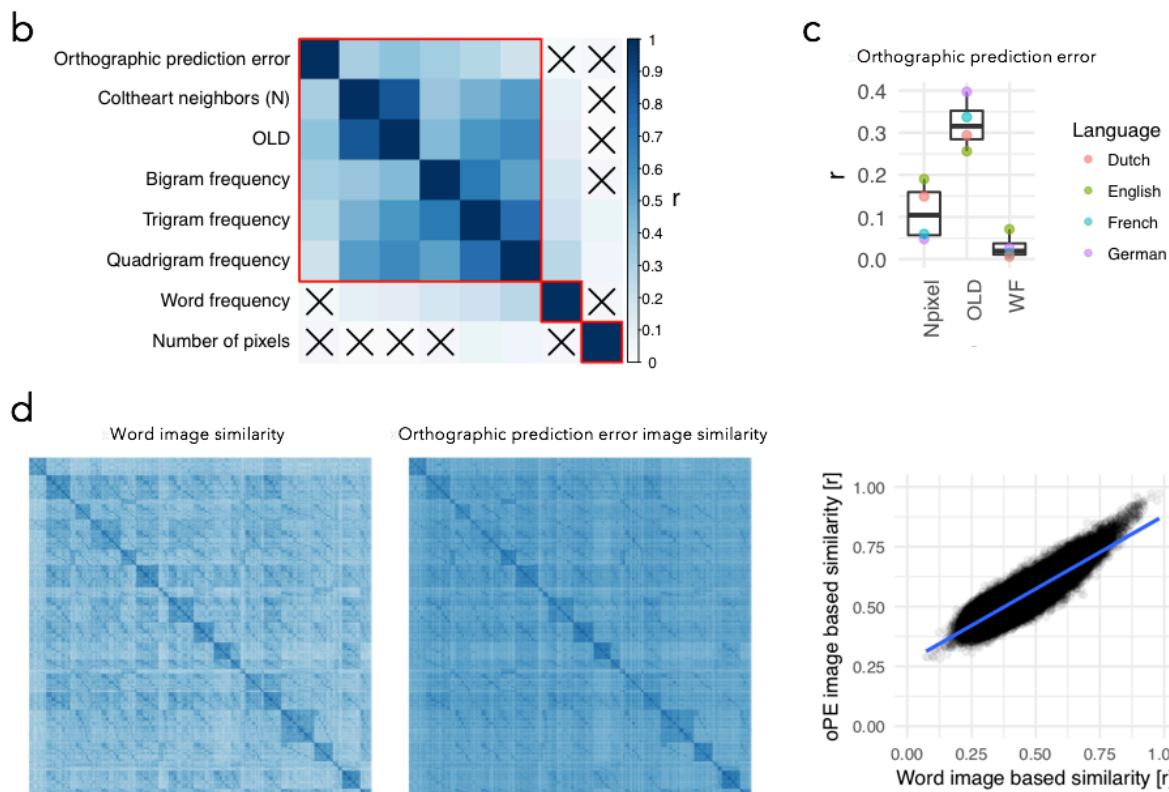 b
Orthographic prediction error
Coltheart neighbors (N)
OLD
Bigram frequency
Trigram frequency
Quadrigram frequency
Word frequency
Number of pixels
1
0.9
0.8
0.7
0.6
0.5
0.4
0.3
0.2
0.1
0
r
c
Orthographic prediction error
r
0.4
0.3
0.2
0.1
0.0
Npixel
OLD
WF
Language
Dutch
English
French
German
d
Word image similarity
Orthographic prediction error image similarity
oPE image based similarity [r]
1.00
0.75
0.50
0.25
0.00
0.00 0.25 0.50 0.75 1.0
Word image based similarity [r]